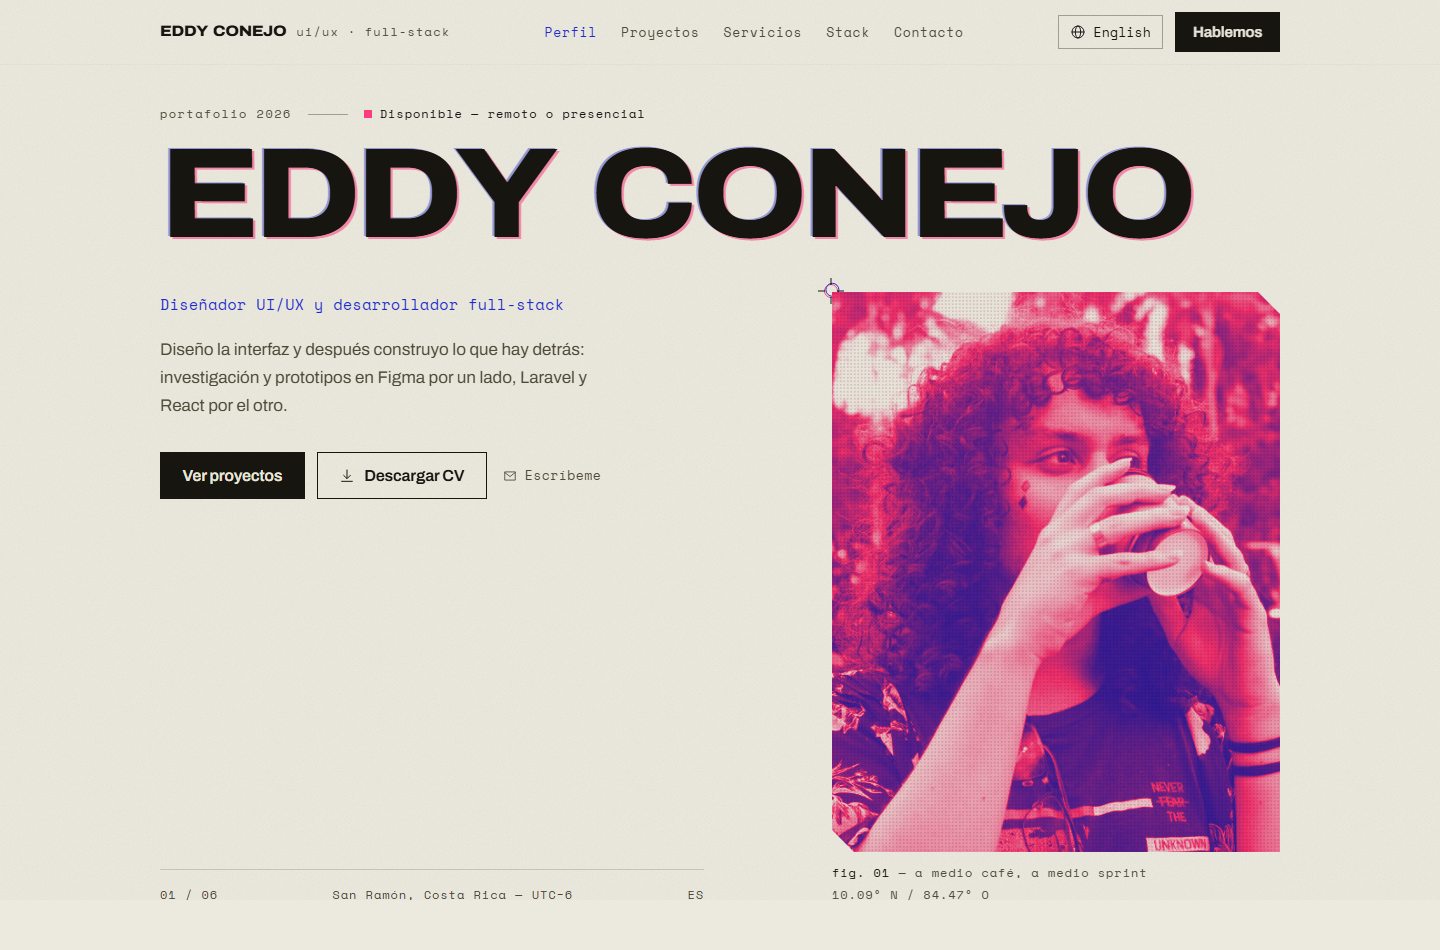 EDDY CONEJO ui/ux · full-stack
Perfil Proyectos Servicios Stack Contacto
English
Hablemos
portafolio 2026
Disponible — remoto o presencial
EDDY CONEJO
Diseñador UI/UX y desarrollador full-stack
Diseño la interfaz y después construyo lo que hay detrás:
investigación y prototipos en Figma por un lado, Laravel y
React por el otro.
Ver proyectos
Descargar CV
Escríbeme
NEVER
FEAR
THE
UNKNOWN
01 / 06
San Ramón, Costa Rica — UTC-6
ES
fig. 01 — a medio café, a medio sprint
10.09° N / 84.47° O